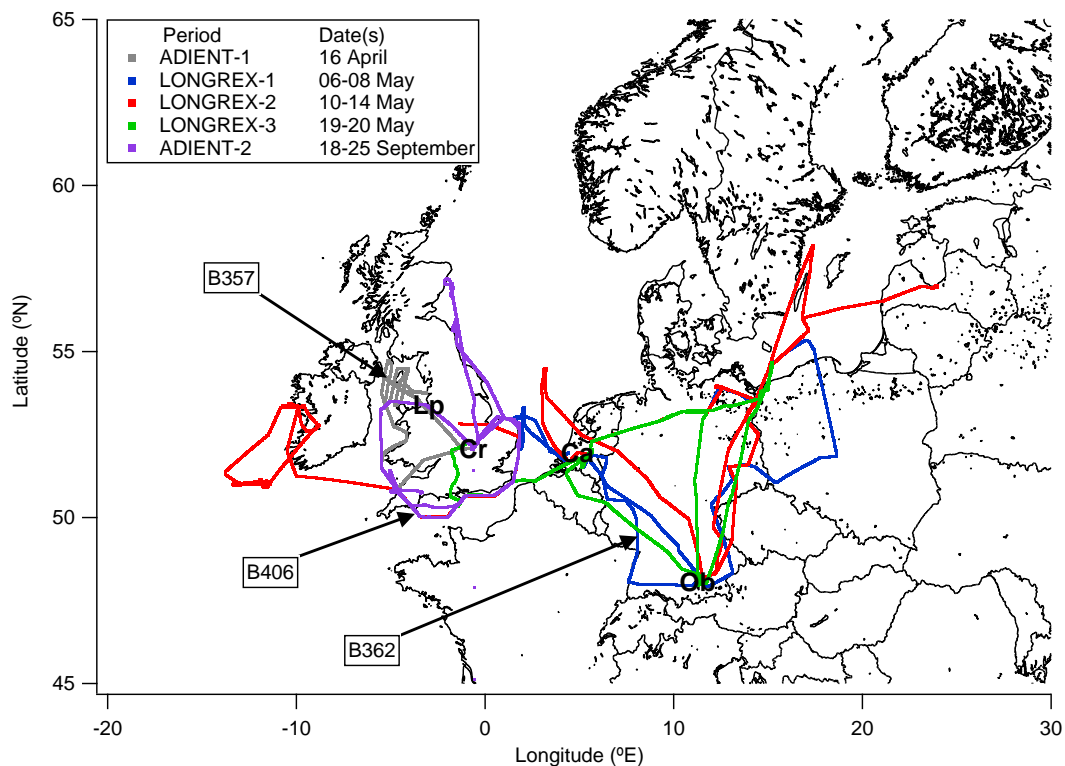 65
Period Date(s)
ADIENT-1 16 April
LONGREX-1 06-08 May
LONGREX-2 10-14 May
LONGREX-3 19-20 May
ADIENT-2 18-25 September
60
B357
Latitude (ºN)
55
Lp
Cr
Ca
50
B406
Ob
B362
45
-20 -10 0 10 20 30
Longitude (ºE)